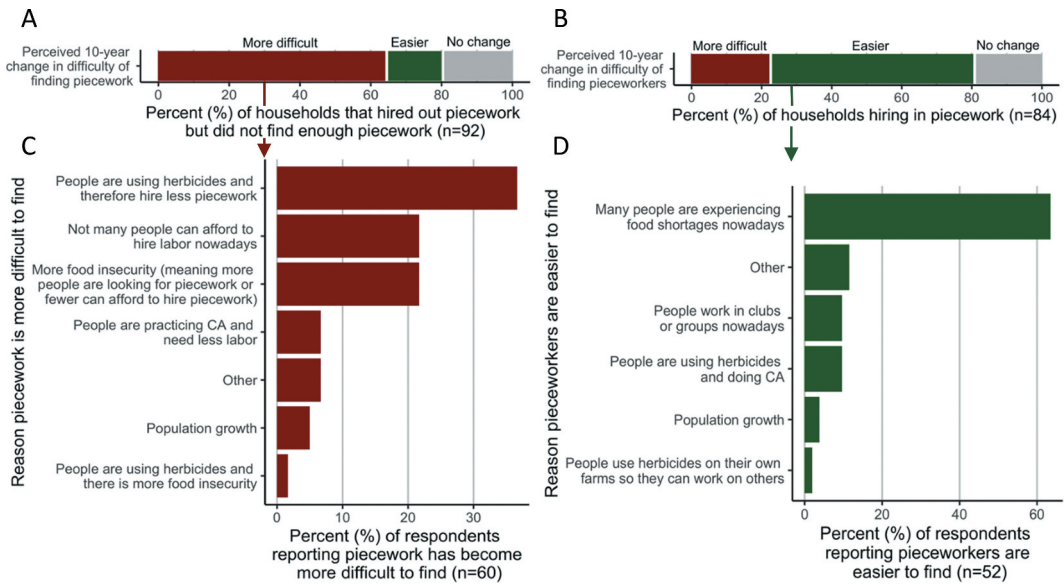 A
More difficult
Easier
No change
Perceived 10-year
change in difficulty of
finding piecework
0
20
40
60
80
100
Percent (%) of households that hired out piecework
but did not find enough piecework (n=92)
B
More difficult
Easier
No change
Perceived 10-year
change in difficulty of
finding pieceworkers
0
20
40
60
80
100
Percent (%) of households hiring in piecework (n=84)
C
Reason piecework is more difficult to find
People are using herbicides and
therefore hire less piecework
Not many people can afford to
hire labor nowadays
More food insecurity (meaning more
people are looking for piecework or
fewer can afford to hire piecework)
People are practicing CA and
need less labor
Other
Population growth
People are using herbicides and
there is more food insecurity
0
10
20
30
Percent (%) of respondents
reporting piecework has become
more difficult to find (n=60)
D
Reason pieceworkers are easier to find
Many people are experiencing
food shortages nowadays
Other
People work in clubs
or groups nowadays
People are using herbicides
and doing CA
Population growth
People use herbicides on their own
farms so they can work on others
0
20
40
60
Percent (%) of respondents
reporting pieceworkers are
easier to find (n=52)